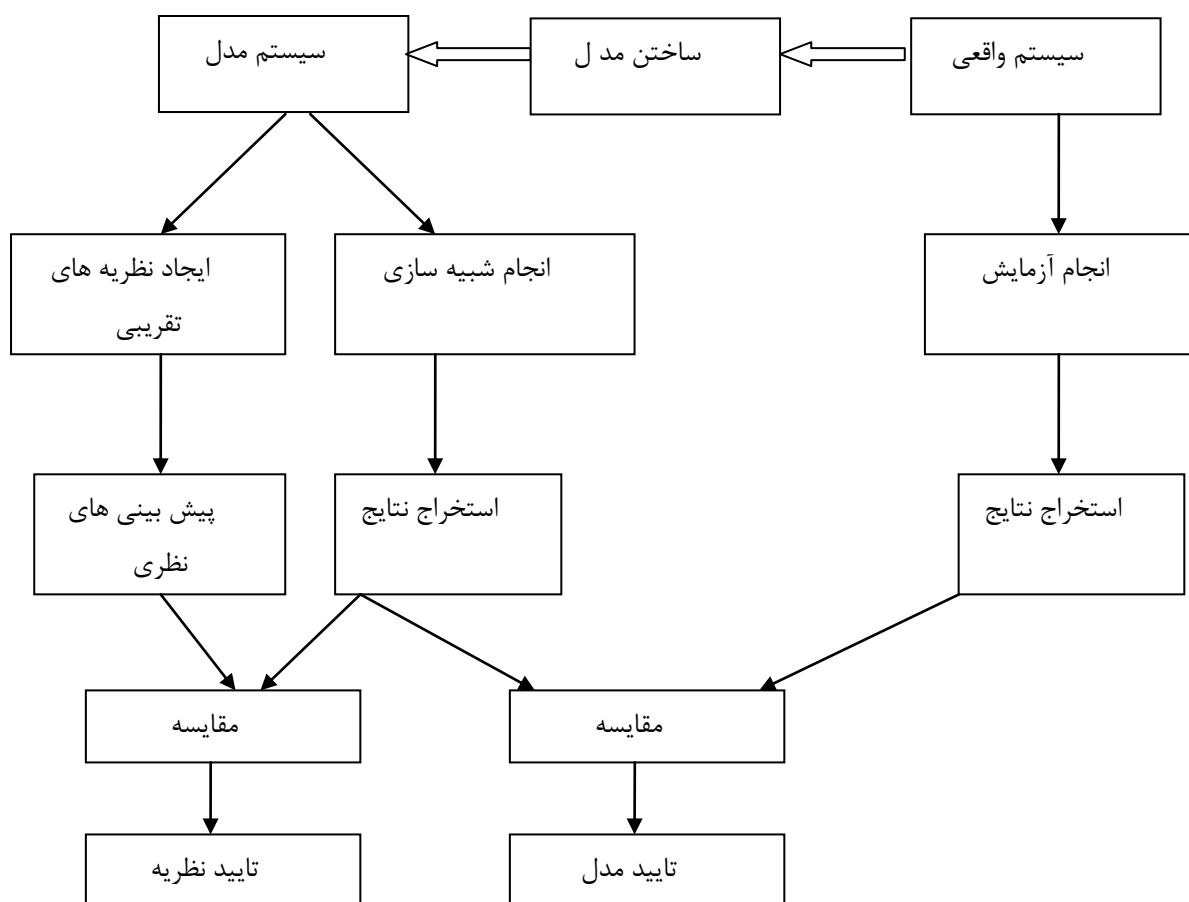 سیستم واقعی
ساختن مد ل
سیستم مدل
انجام آزمایش
انجام شبیه سازی
ایجاد نظریه های
تقریبی
استخراج نتایج
استخراج نتایج
پیش بینی های
نظری
مقایسه
مقایسه
تایید مدل
تایید نظریه